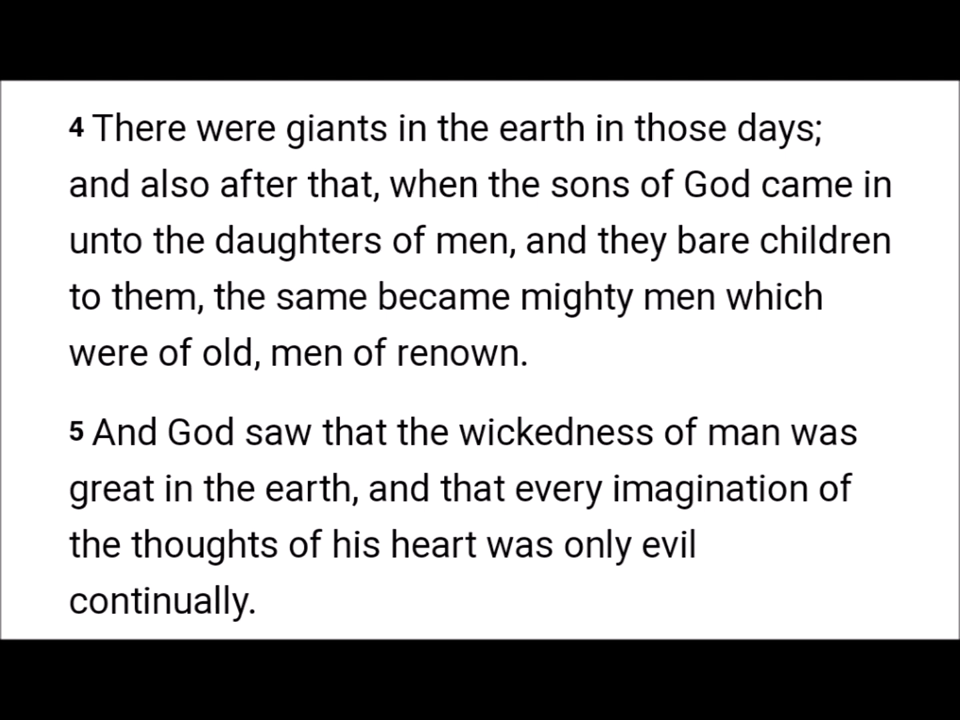 4 There were giants in the earth in those days;
and also after that, when the sons of God came in
unto the daughters of men, and they bare children
to them, the same became mighty men which
were of old, men of renown.
5 And God saw that the wickedness of man was
great in the earth, and that every imagination of
the thoughts of his heart was only evil
continually.